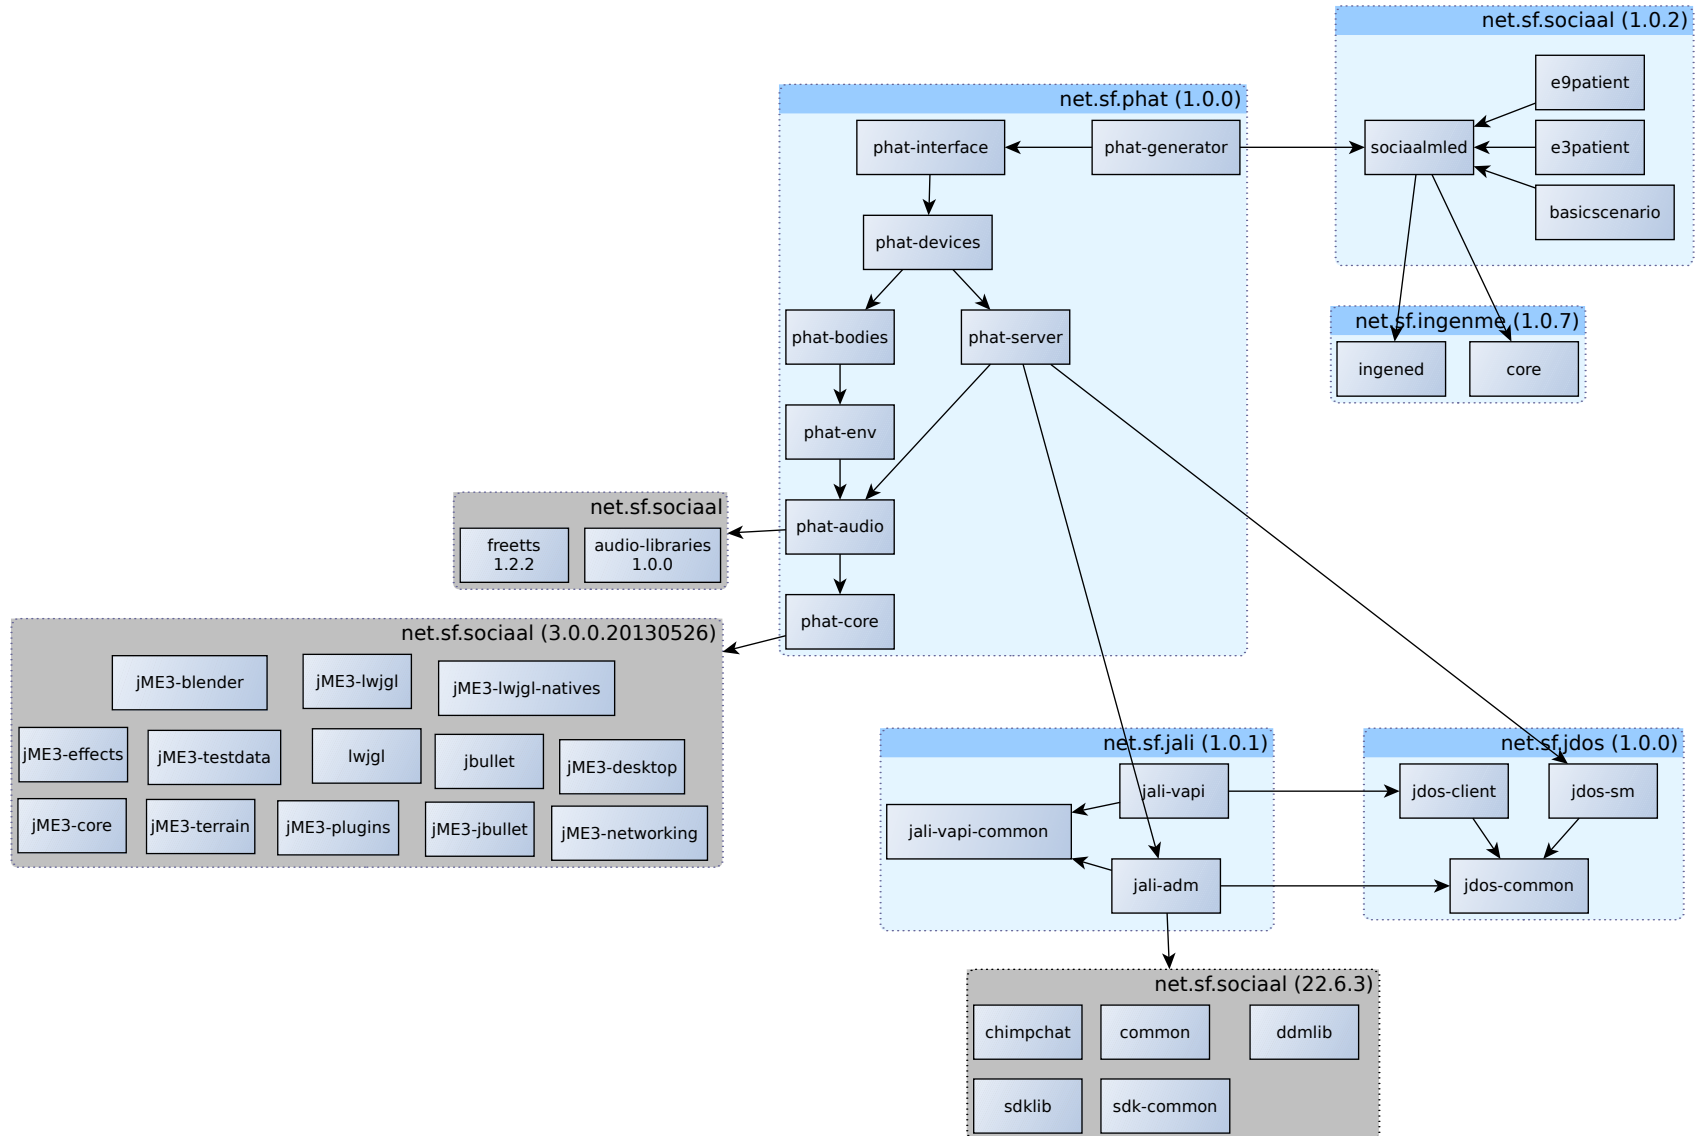 net.sf.sociaal (1.0.2)
e9patient
sociaalmled
e3patient
basicscenario
net.sf.phat (1.0.0)
phat-interface
phat-generator
phat-devices
phat-bodies
phat-server
phat-env
phat-audio
phat-core
net.sf.ingenme (1.0.7)
ingened
core
net.sf.sociaal
freetts
1.2.2
audio-libraries
1.0.0
net.sf.sociaal (3.0.0.20130526)
jME3-blender
jME3-lwjgl
jME3-lwjgl-natives
jME3-effects
jME3-testdata
lwjgl
jbullet
jME3-desktop
jME3-core
jME3-terrain
jME3-plugins
jME3-jbullet
jME3-networking
net.sf.jali (1.0.1)
jali-vapi
jali-vapi-common
jali-adm
net.sf.jdos (1.0.0)
jdos-client
jdos-sm
jdos-common
net.sf.sociaal (22.6.3)
chimpchat
common
ddmlib
sdklib
sdk-common